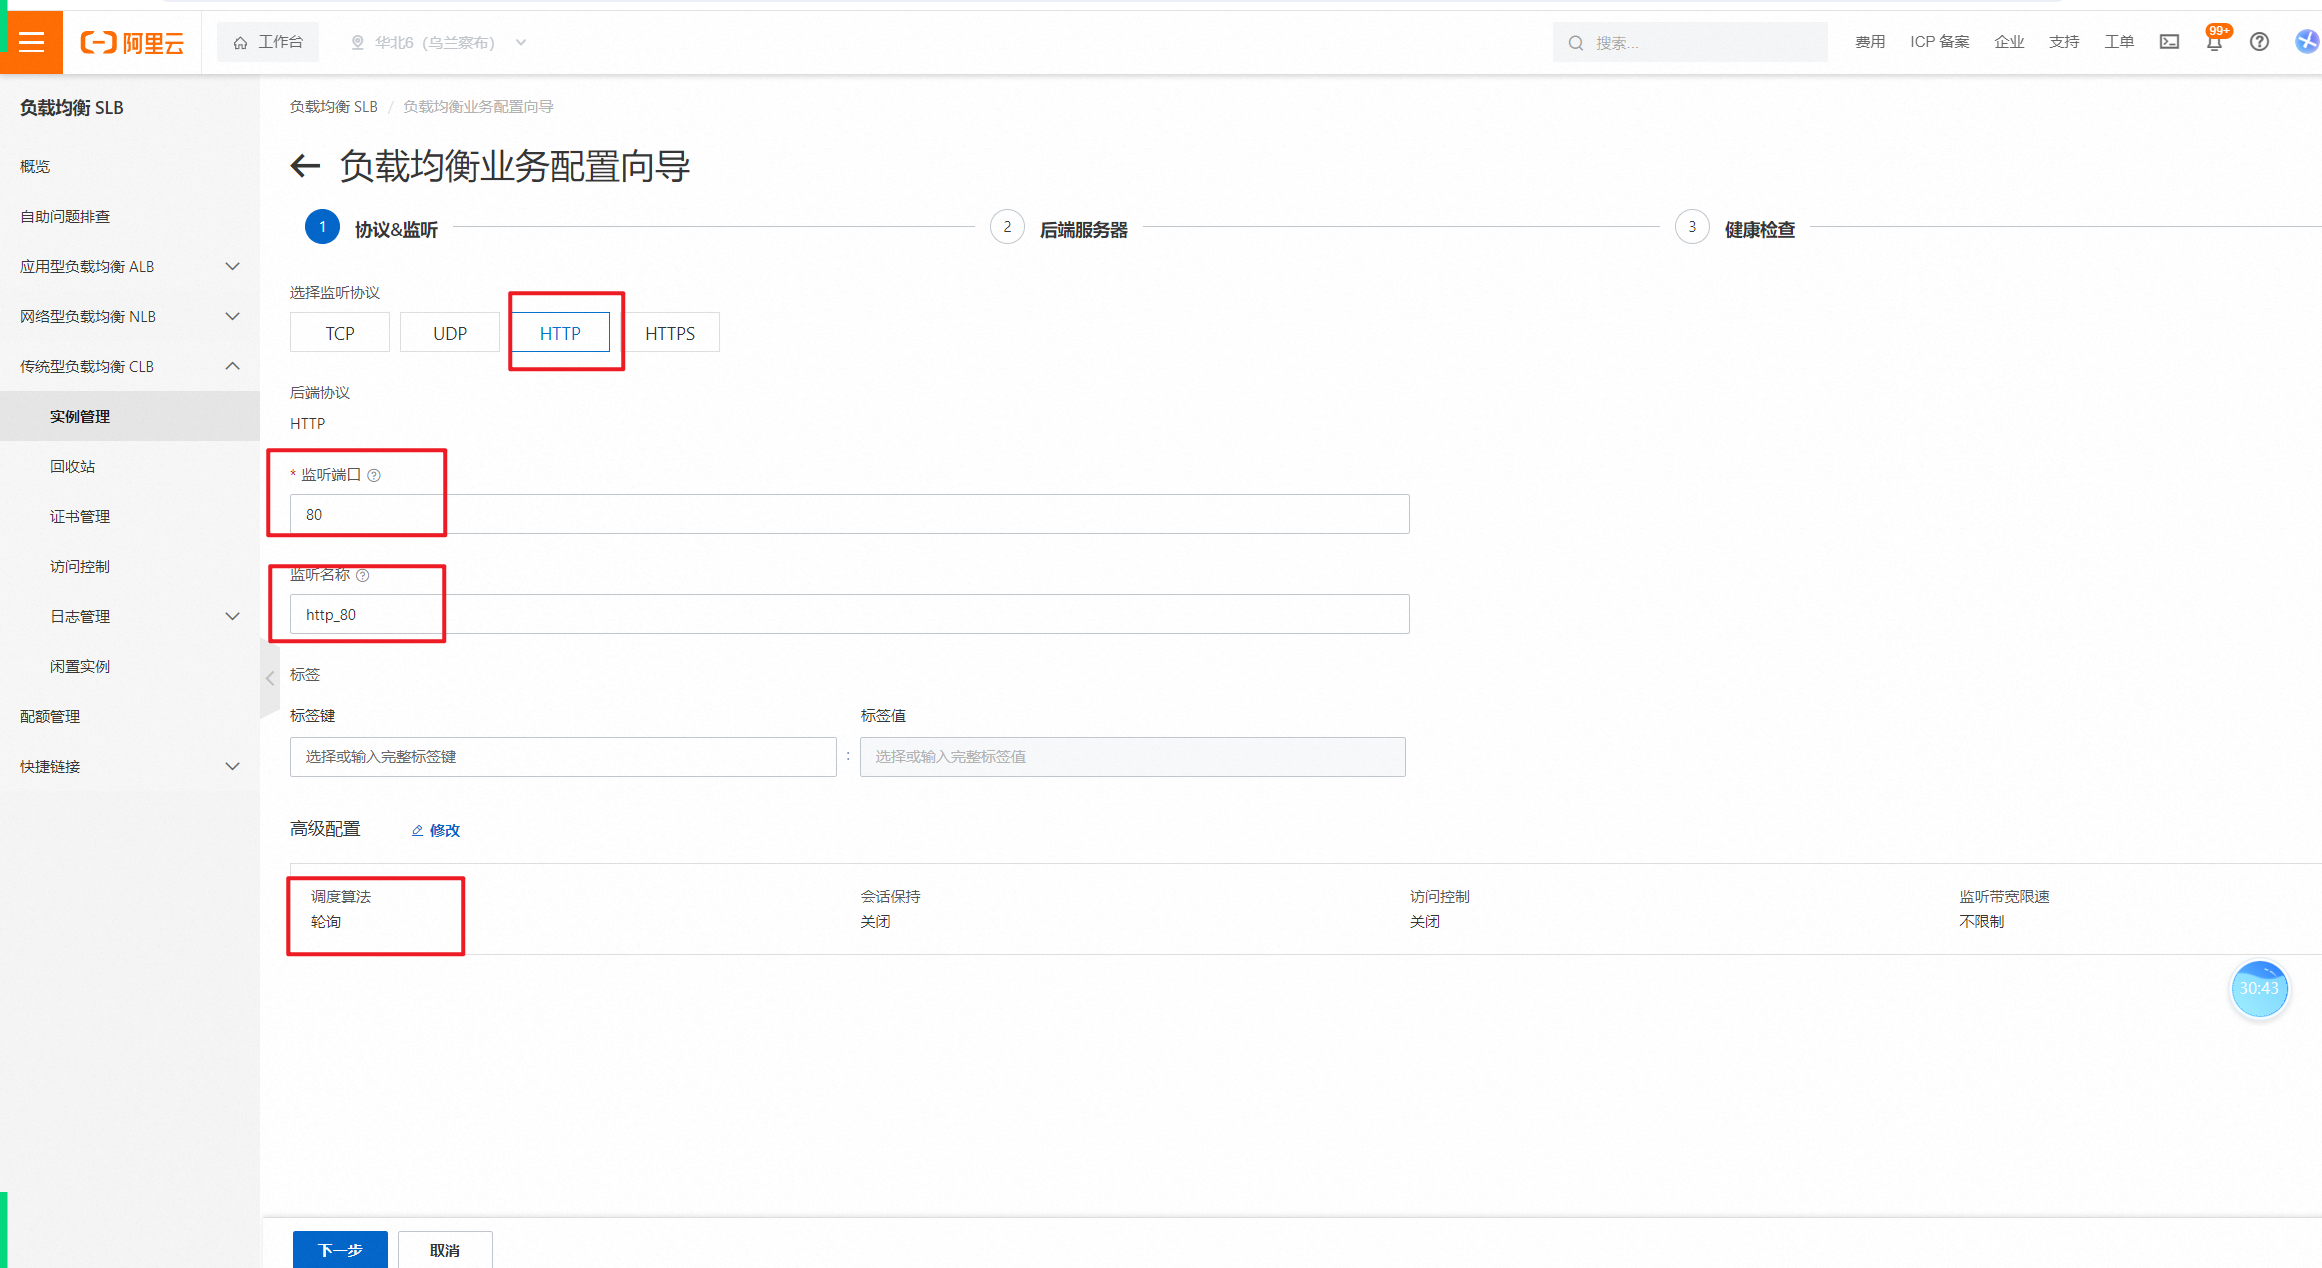 阿里云
工作台
华北6（乌兰察布）
搜索...
费用
ICP 备案
企业
支持
工单
99+
负载均衡 SLB
概览
自助问题排查
应用型负载均衡 ALB
网络型负载均衡 NLB
传统型负载均衡 CLB
实例管理
回收站
证书管理
访问控制
日志管理
闲置实例
配额管理
快捷链接
负载均衡 SLB / 负载均衡业务配置向导
负载均衡业务配置向导
1 协议&监听
2 后端服务器
3 健康检查
选择监听协议
TCP
UDP
HTTP
HTTPS
后端协议
HTTP
* 监听端口
80
监听名称
http_80
标签
标签键
标签值
选择或输入完整标签键 : 选择或输入完整标签值
高级配置 修改
调度算法
轮询
会话保持
关闭
访问控制
关闭
监听带宽限速
不限制
30:43
下一步
取消